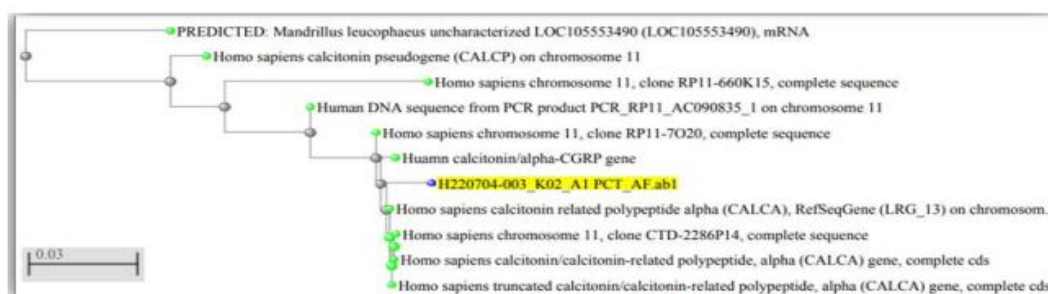 PREDICTED: Mandrillus leucophaeus uncharacterized LOC105553490 (LOC105553490), mRNA
Homo sapiens calcitonin pseudogene (CALCP) on chromosome 11
Homo sapiens chromosome 11, clone RP11-660K15, complete sequence
Human DNA sequence from PCR product PCR_RP11_AC090835_1 on chromosome 11
Homo sapiens chromosome 11, clone RP11-7O20, complete sequence
Huamn calcitonin/alpha-CGRP gene
H220704-003_K02_A1 PCT_AF.ab1
Homo sapiens calcitonin related polypeptide alpha (CALCA), RefSeqGene (LRG_13) on chromosom.
Homo sapiens chromosome 11, clone CTD-2286P14, complete sequence
0.03
Homo sapiens calcitonin/calcitonin-related polypeptide, alpha (CALCA) gene, complete cds
Homo sapiens truncated calcitonin/calcitonin-related polypeptide, alpha (CALCA) gene, complete cds